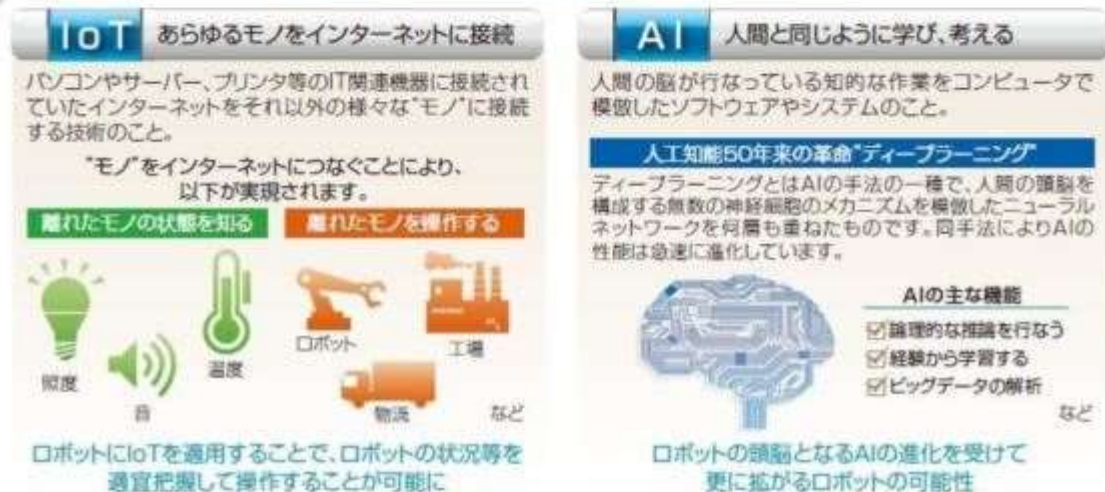 IoT あらゆるモノをインターネットに接続
パソコンやサーバー、プリンタ等のIT関連機器に接続され
ていたインターネットをそれ以外の様々な"モノ"に接続
する技術のこと。
"モノ"をインターネットにつなぐことにより、
以下が実現されます。
離れたモノの状態を知る
離れたモノを操作する
照度
音
温度
ロボット
工場
物流
など
ロボットにIoTを適用することで、ロボットの状況等を
適宜把握して操作することが可能に
AI 人間と同じように学び、考える
人間の脳が行なっている知的な作業をコンピュータで
模倣したソフトウェアやシステムのこと。
人工知能50年来の革命"ディープラーニング"
ディープラーニングとはAIの手法の一種で、人間の頭脳を
構成する無数の神経細胞のメカニズムを模倣したニューラル
ネットワークを何層も重ねたものです。同手法によりAIの
性能は急速に進化しています。
AIの主な機能
論理的な推論を行なう
経験から学習する
ビッグデータの解析
など
ロボットの頭脳となるAIの進化を受けて
更に拡がるロボットの可能性